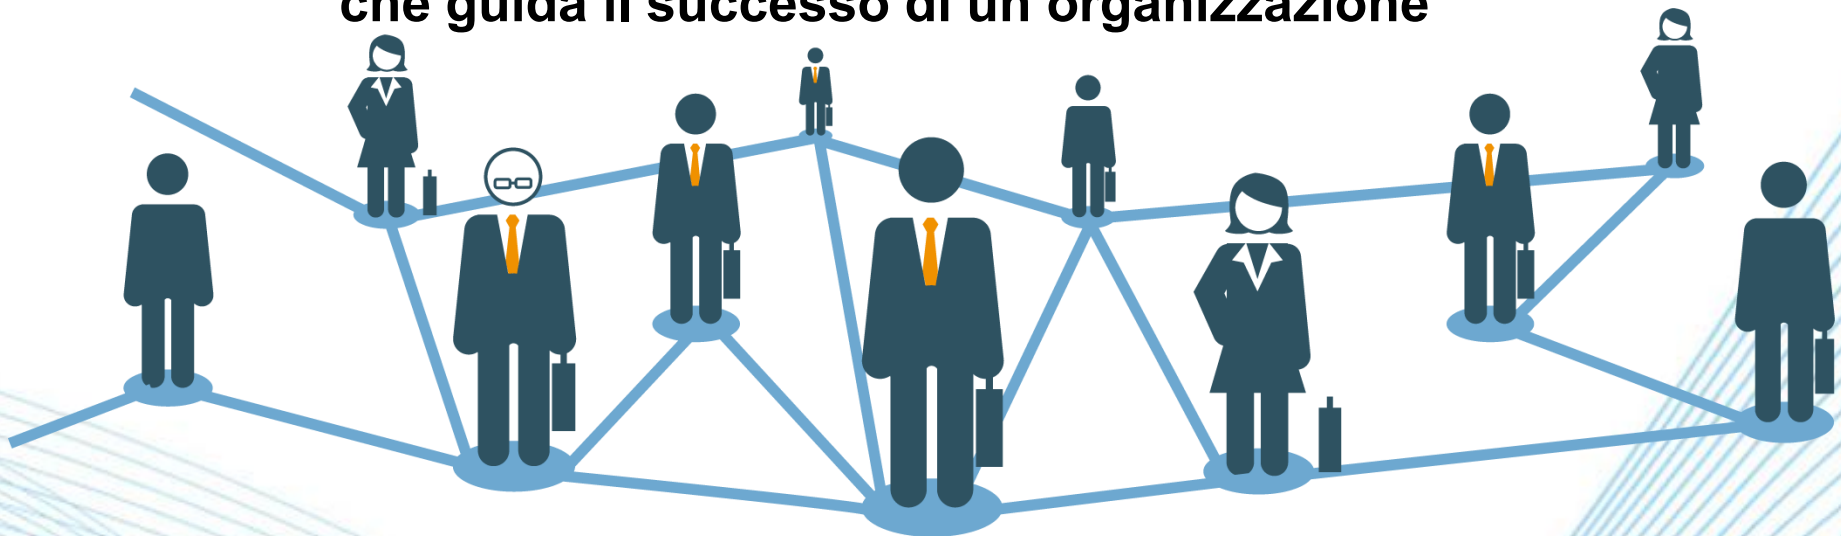 che guida il successo di un organizzazione